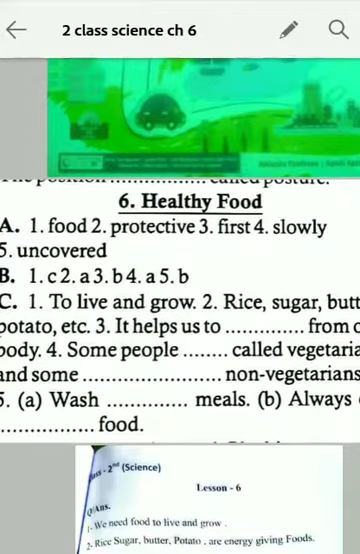 2 class science ch 6
called posture.
6. Healthy Food
A. 1. food 2. protective 3. first 4. slowly
5. uncovered
B. 1. c 2. a 3. b 4. a 5. b
C. 1. To live and grow. 2. Rice, sugar, butt
potato, etc. 3. It helps us to .............. from
body. 4. Some people ........ called vegetaria
and some ......................... non-vegetarians
5. (a) Wash .............. meals. (b) Always
................. food.
- 2nd (Science)
Lesson - 6
Q/Ans.
1- We need food to live and grow .
2. Rice Sugar, butter, Potato , are energy giving Foods.